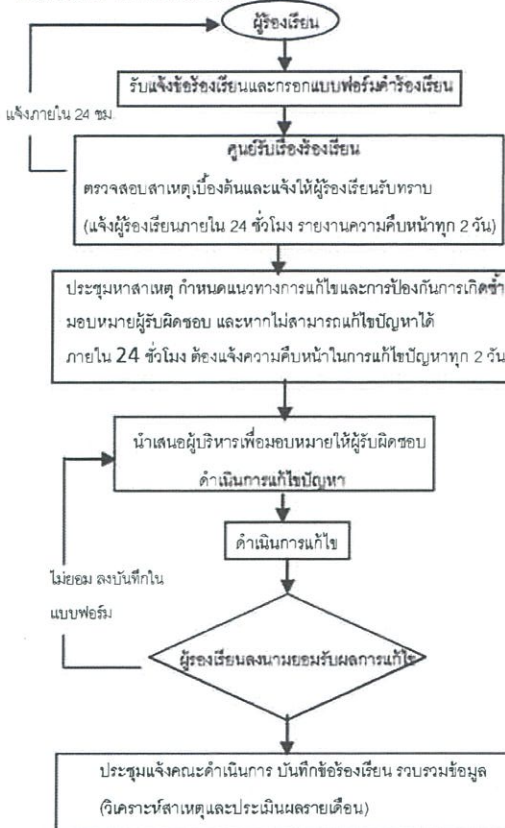 ผู้ร้องเรียน
รับแจ้งข้อร้องเรียนและกรอกแบบฟอร์มคำร้องเรียน
แจ้งภายใน 24 ชม.
ศูนย์รับเรื่องร้องเรียน
ตรวจสอบสาเหตุเบื้องต้นและแจ้งให้ผู้ร้องเรียนรับทราบ
(แจ้งผู้ร้องเรียนภายใน 24 ชั่วโมง รายงานความคืบหน้าทุก 2 วัน)
ประชุมหาสาเหตุ กำหนดแนวทางการแก้ไขและการป้องกันการเกิดซ้ำ
มอบหมายผู้รับผิดชอบ และหากไม่สามารถแก้ไขปัญหาได้
ภายใน 24 ชั่วโมง ต้องแจ้งความคืบหน้าในการแก้ไขปัญหาทุก 2 วัน
นำเสนอผู้บริหารเพื่อมอบหมายให้ผู้รับผิดชอบ
ดำเนินการแก้ไขปัญหา
ดำเนินการแก้ไข
ไม่ยอม ลงบันทึกใน
แบบฟอร์ม
ผู้ร้องเรียนลงนามยอมรับผลการแก้ไข
ประชุมแจ้งคณะดำเนินการ บันทึกข้อร้องเรียน รวบรวมข้อมูล
(วิเคราะห์สาเหตุและประเมินผลรายเดือน)